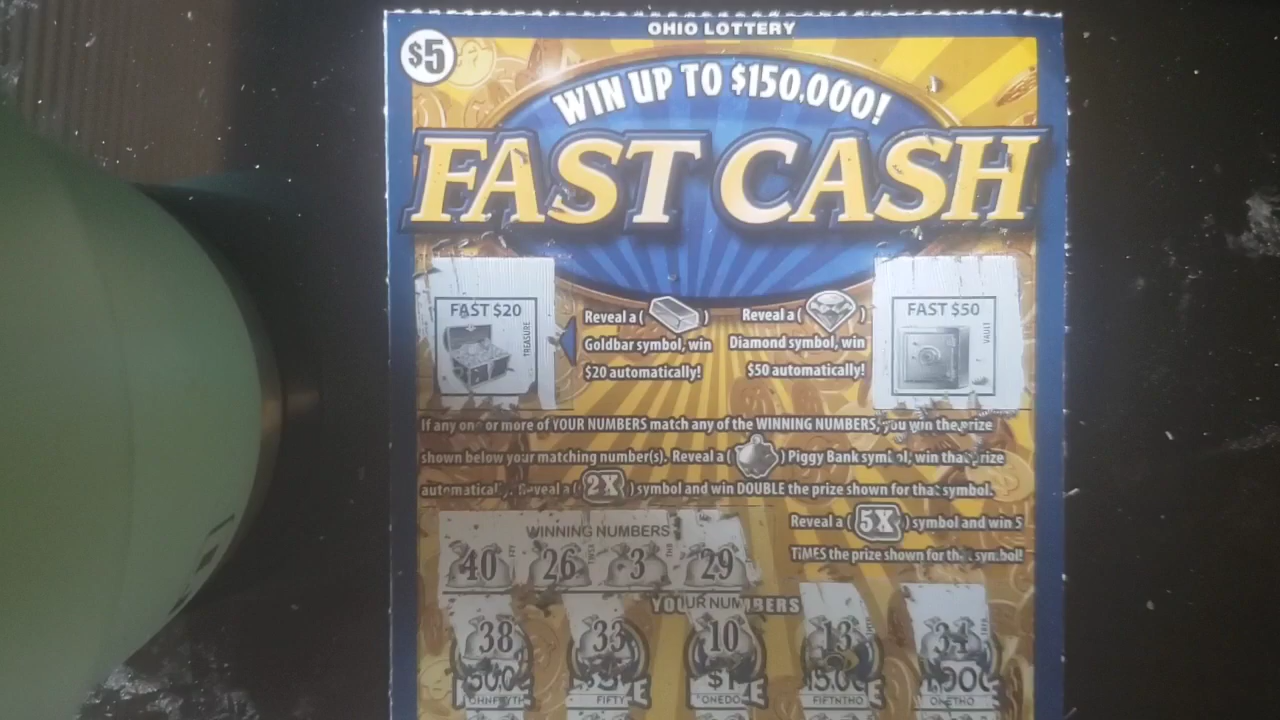 OHIO LOTTERY
$5
WIN UP TO $150,000!
FAST CASH
FAST $20
TREASURE
Reveal a ( )
Goldbar symbol, win
$20 automatically!
Reveal a ( )
Diamond symbol, win
$50 automatically!
FAST $50
VAULT
If any one or more of YOUR NUMBERS match any of the WINNING NUMBERS, you win the prize
shown below your matching number(s). Reveal a ( ) Piggy Bank symbol, win that prize
automatically. Reveal a ( 2X ) symbol and win DOUBLE the prize shown for that symbol.
Reveal a ( 5X ) symbol and win 5
TIMES the prize shown for that symbol!
WINNING NUMBERS
40 26 3 29
YOUR NUMBERS
38 33 10 13 34
$1
FIFTY ONEDO FIFTNTHO